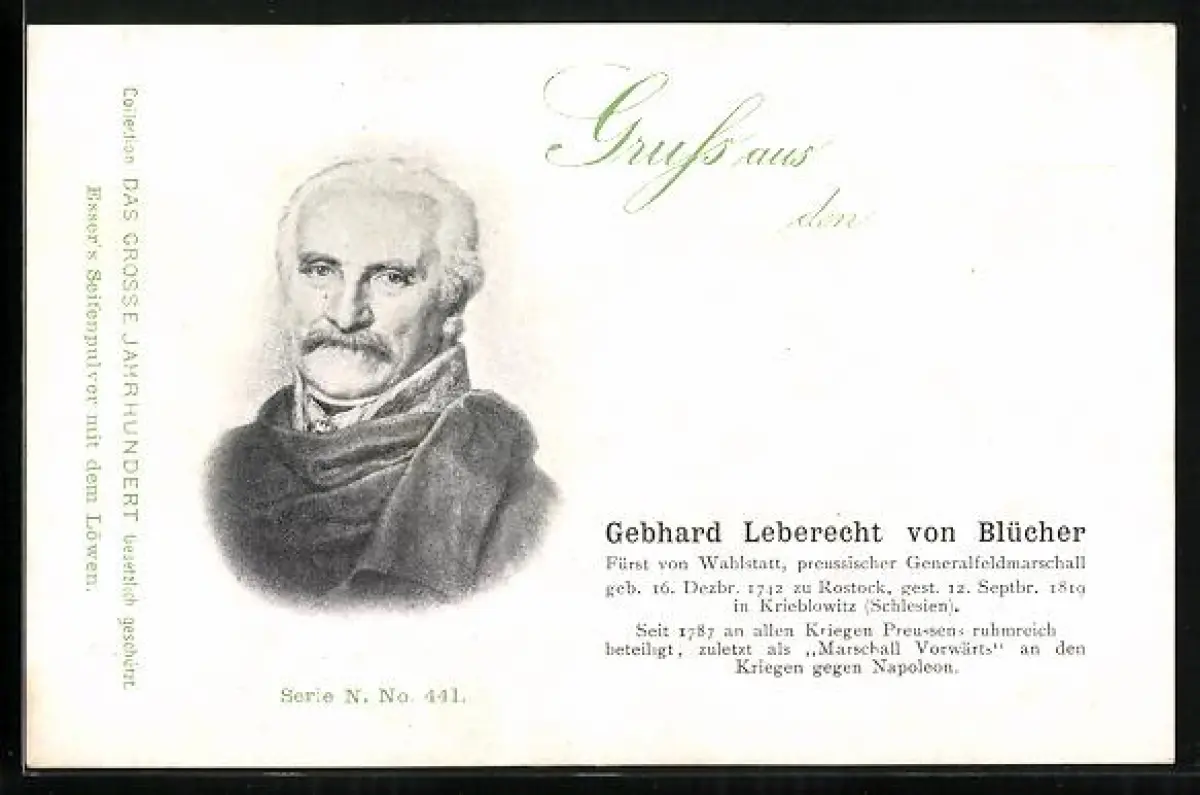 Gruß aus
den
Collection DAS GROSSE JAHRHUNDERT gesetzlich geschützt.
Esser's Seifenpulver mit dem Löwen.
Gebhard Leberecht von Blücher
Fürst von Wahlstatt, preussischer Generalfeldmarschall
geb. 16. Dezbr. 1742 zu Rostock, gest. 12. Septbr. 1819
in Krieblowitz (Schlesien).
Seit 1787 an allen Kriegen Preussens ruhmreich
beteiligt, zuletzt als „Marschall Vorwärts“ an den
Kriegen gegen Napoleon.
Serie N. No. 441.